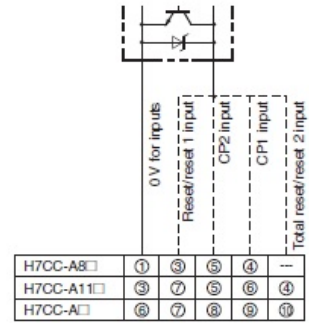 0 V for inputs
Reset/reset 1 input
CP2 input
CP1 input
Total reset/reset 2 input
H7CC-A8□ ① ③ ⑤ ④ ---
H7CC-A11□ ③ ⑦ ⑤ ⑥ ④
H7CC-A□ ⑥ ⑦ ⑧ ⑨ ⑩